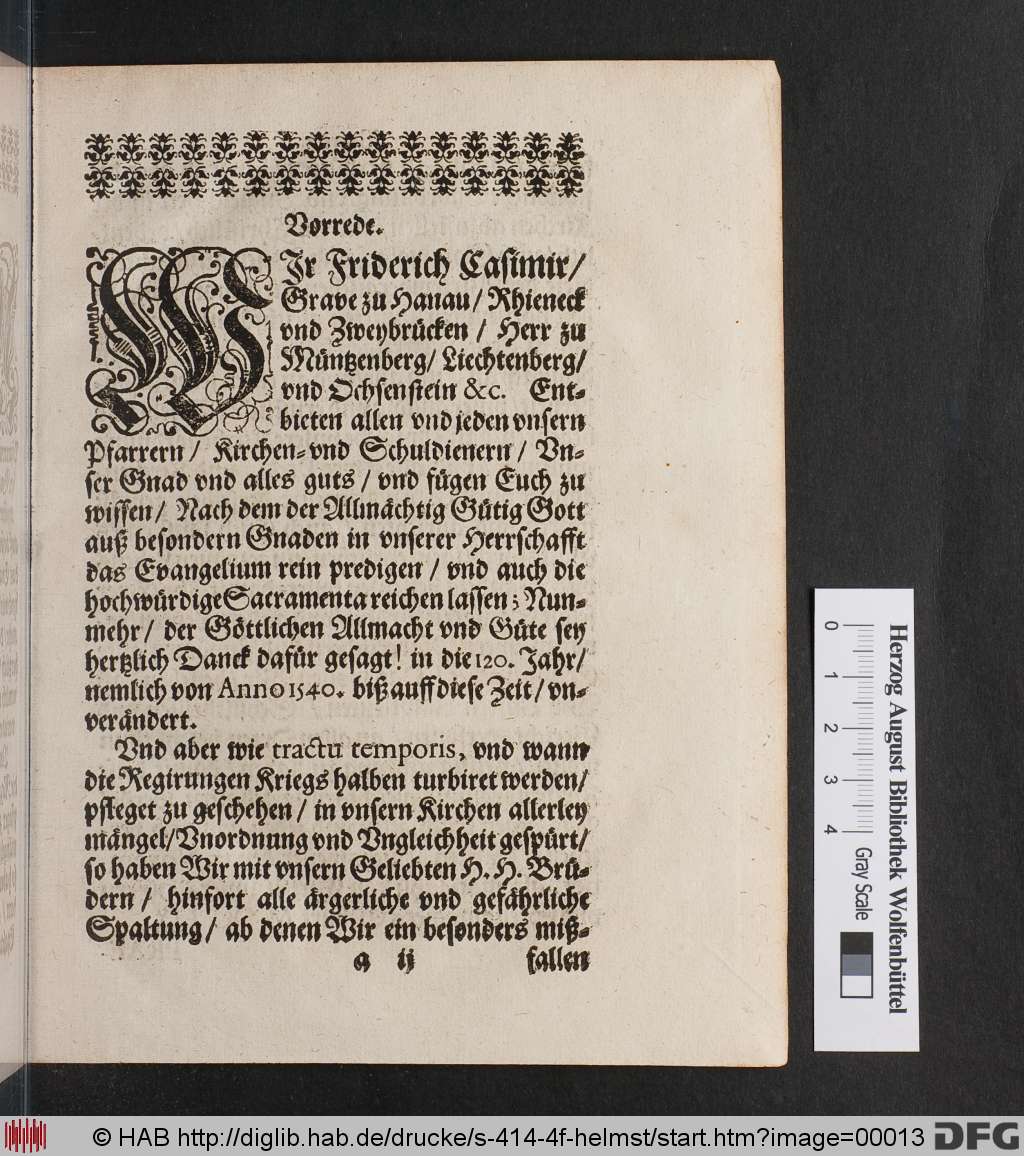 Vorrede.
WJr Friderich Casimir/
Grave zu Hanau/ Rhieneck
vnd Zweybrücken / Herr zu
Müntzenberg/ Liechtenberg/
vnd Ochsenstein &c. Ent-
bieten allen vnd jeden vnsern
Pfarrern / Kirchen- vnd Schuldienern / Vn-
ser Gnad vnd alles guts / vnd fügen Euch zu
wissen/ Nach dem der Allmächtig Gütig Gott
auß besondern Gnaden in vnserer Herrschafft
das Evangelium rein predigen / vnd auch die
hochwürdige Sacramenta reichen lassen; Nun-
mehr/ der Göttlichen Allmacht vnd Güte sey
hertzlich Danck dafür gesagt! in die 120. Jahr/
nemlich von Anno 1540. biß auff diese Zeit/ vn-
verändert.
Vnd aber wie tractu temporis, vnd wann
die Regirungen Kriegs halben turbiret werden/
pfleget zu geschehen / in vnsern Kirchen allerley
mängel/ Vnordnung vnd Vngleichheit gespürt/
so haben Wir mit vnsern Geliebten H. H. Brü-
dern / hinfort alle ärgerliche vnd gefährliche
Spaltung/ ab denen Wir ein besonders miß-
a ij fallen
0 1 2 3 4
Herzog August Bibliothek Wolfenbüttel
Gray Scale
© HAB http://diglib.hab.de/drucke/s-414-4f-helmst/start.htm?image=00013 DFG